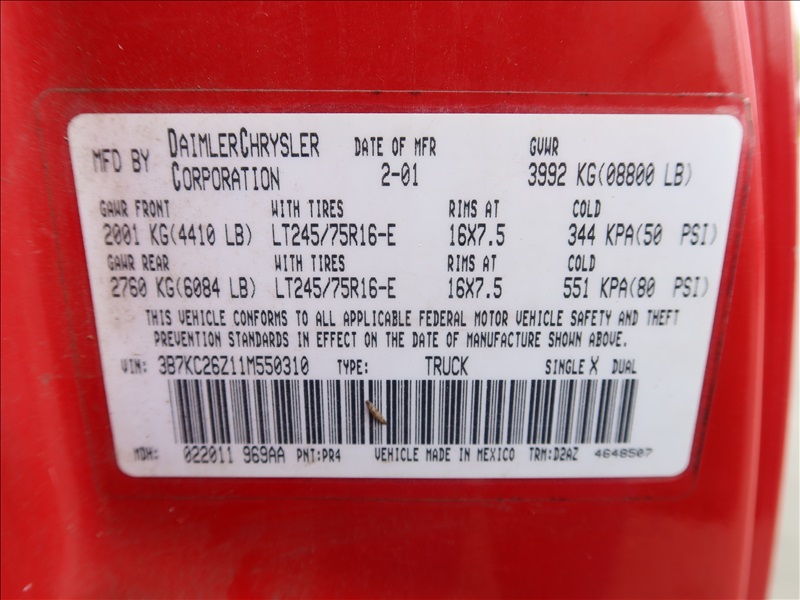 MFD BY DAIMLERCHRYSLER CORPORATION DATE OF MFR 2-01 GVWR 3992 KG(08800 LB)
GAWR FRONT WITH TIRES RIMS AT COLD
2001 KG(4410 LB) LT245/75R16-E 16X7.5 344 KPA(50 PSI)
GAWR REAR WITH TIRES RIMS AT COLD
2760 KG(6084 LB) LT245/75R16-E 16X7.5 551 KPA(80 PSI)
THIS VEHICLE CONFORMS TO ALL APPLICABLE FEDERAL MOTOR VEHICLE SAFETY AND THEFT
PREVENTION STANDARDS IN EFFECT ON THE DATE OF MANUFACTURE SHOWN ABOVE.
VIN: 3B7KC26Z11M550310 TYPE: TRUCK SINGLE X DUAL
MDH: 022011 969AA PNT:PR4 VEHICLE MADE IN MEXICO TRM:D2AZ 4648507